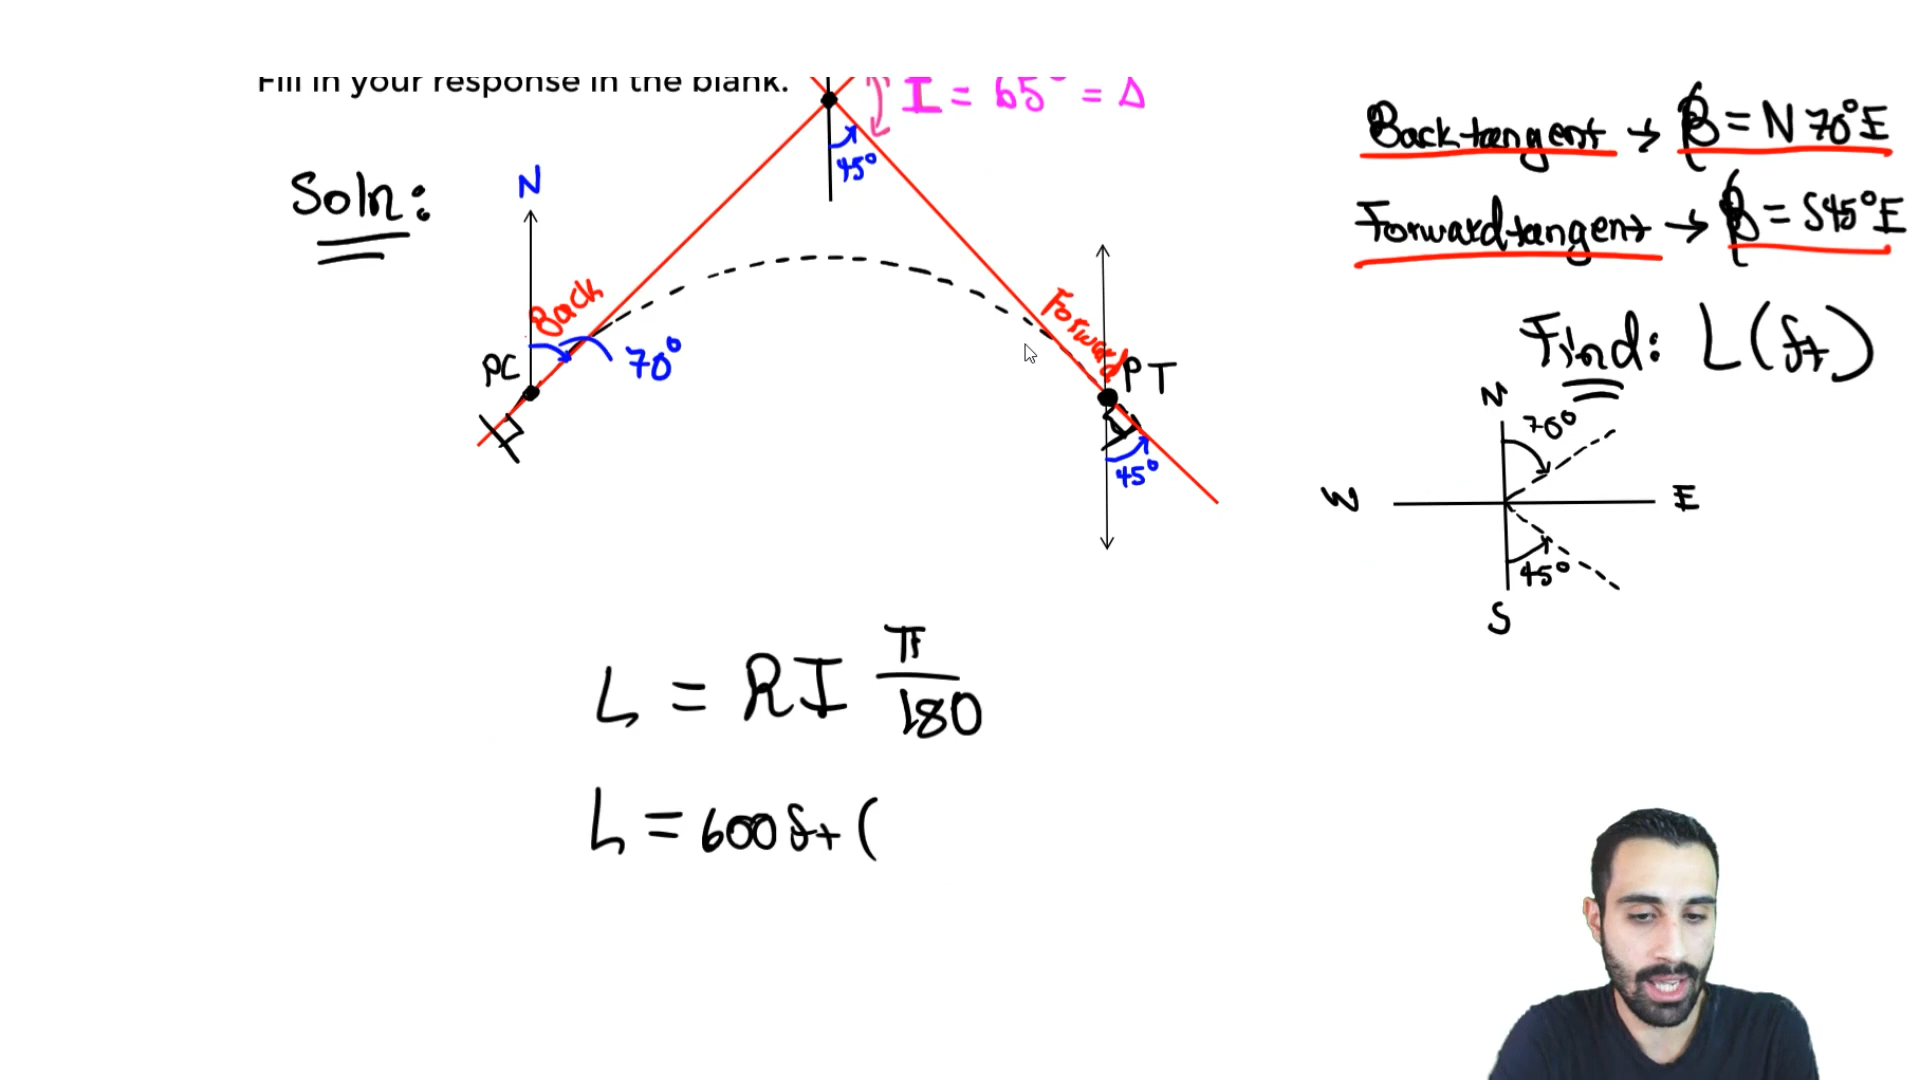 Fill in your response in the blank.
I = 65° = Δ
45°
Soln:
N
Back
70°
PC
Forward
PT
45°
Back tangent → β = N 70° E
Forward tangent → β = S 45° E
Find: L (ft)
N
70°
W
E
45°
S
L = RI π/180
L = 600 ft (